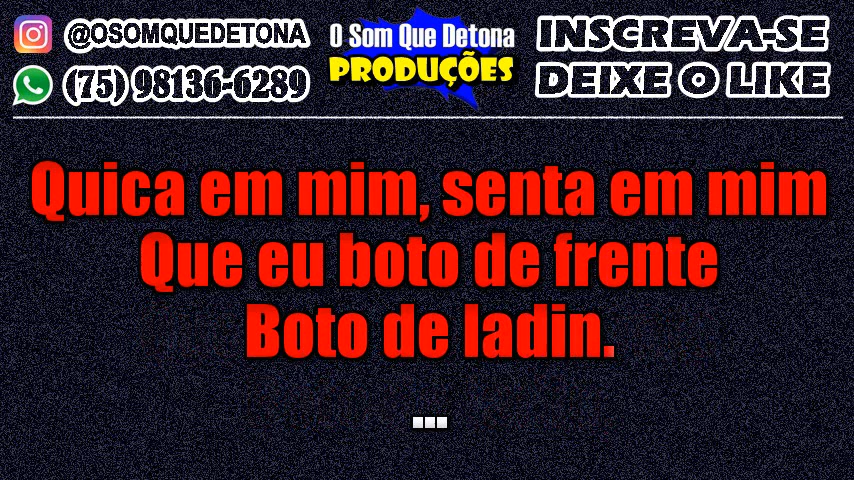 @OSOMQUEDETONA
(75) 98136-6289
O Som Que Detona
PRODUÇÕES
INSCREVA-SE
DEIXE O LIKE
Quica em mim, senta em mim
Que eu boto de frente
Boto de ladin.
...